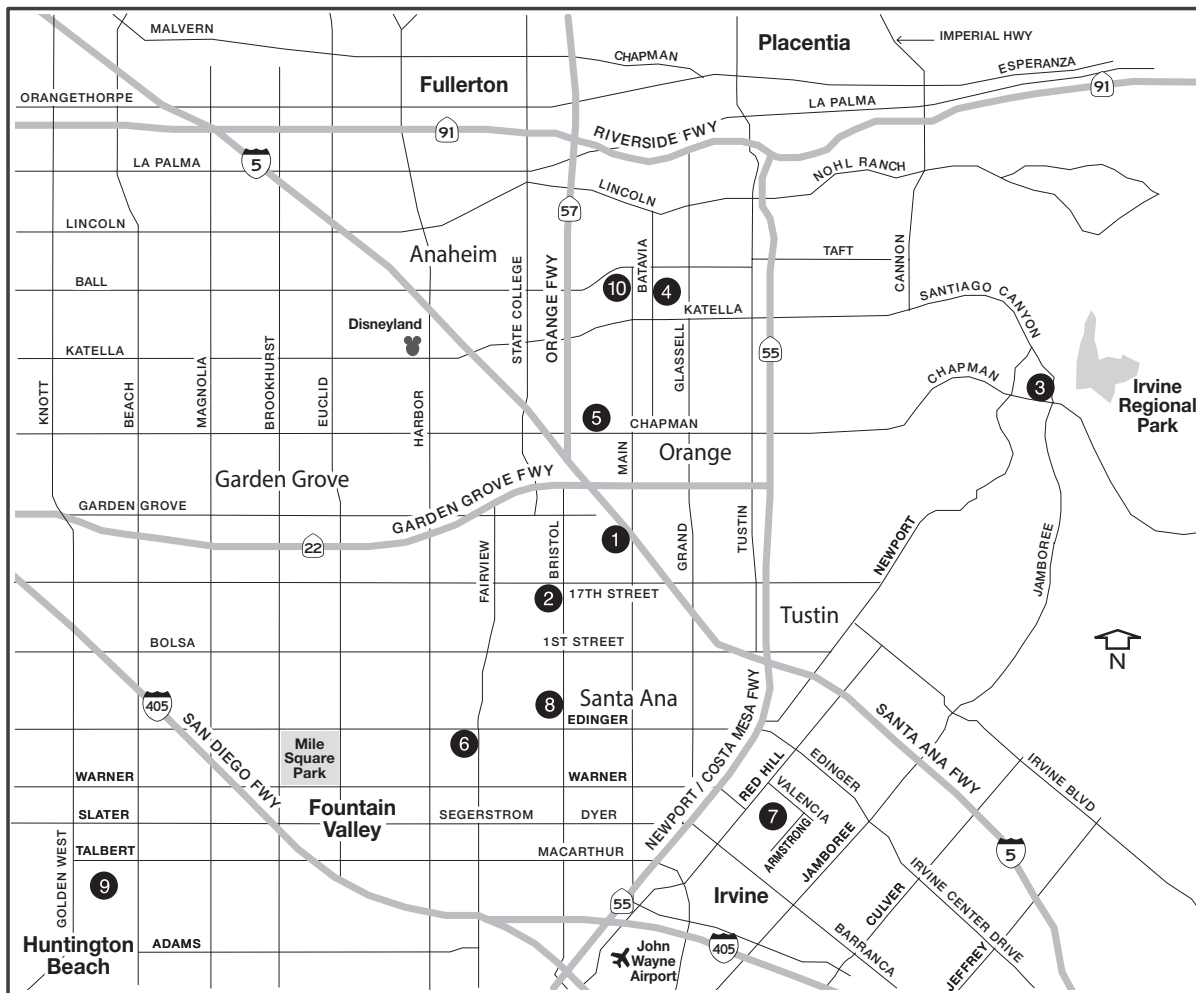 MALVERN
CHAPMAN
Placentia
IMPERIAL HWY
ESPERANZA
Fullerton
91
ORANGETHORPE
LA PALMA
91
RIVERSIDE FWY
LA PALMA
5
NOHL RANCH
LINCOLN
57
LINCOLN
Anaheim
STATE COLLEGE
ORANGE FWY
BATAVIA
TAFT
CANNON
BALL
10
4
KATELLA
SANTIAGO CANYON
Disneyland
KATELLA
GLASSELL
55
KNOTT
BEACH
MAGNOLIA
BROOKHURST
EUCLID
HARBOR
CHAPMAN
3
Irvine
Regional
Park
5
CHAPMAN
MAIN
Orange
Garden Grove
GARDEN GROVE FWY
GARDEN GROVE
22
1
GRAND
TUSTIN
NEWPORT
JAMBOREE
FAIRVIEW
BRISTOL
2
17TH STREET
Tustin
BOLSA
1ST STREET
N
405
SAN DIEGO FWY
8
Santa Ana
EDINGER
6
NEWPORT / COSTA MESA FWY
SANTA ANA FWY
Mile
Square
Park
WARNER
WARNER
RED HILL
EDINGER
VALENCIA
IRVINE BLVD
SLATER
Fountain
Valley
SEGERSTROM
DYER
7
ARMSTRONG
JAMBOREE
TALBERT
MACARTHUR
5
GOLDEN WEST
9
55
Irvine
CULVER
IRVINE CENTER DRIVE
Huntington
Beach
ADAMS
John
Wayne
Airport
405
BARRANCA
JEFFREY